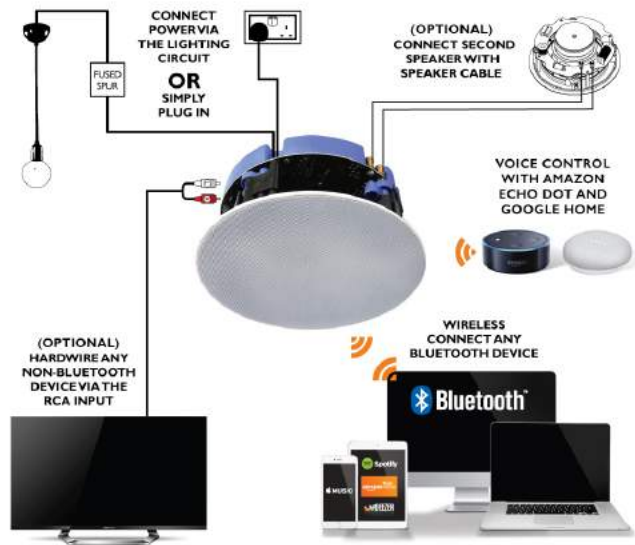 CONNECT
POWER VIA
THE LIGHTING
CIRCUIT
OR
SIMPLY
PLUG IN
FUSED
SPUR
(OPTIONAL)
CONNECT SECOND
SPEAKER WITH
SPEAKER CABLE
VOICE CONTROL
WITH AMAZON
ECHO DOT AND
GOOGLE HOME
(OPTIONAL)
HARDWIRE ANY
NON-BLUETOOTH
DEVICE VIA THE
RCA INPUT
WIRELESS
CONNECT ANY
BLUETOOTH DEVICE
Bluetooth™
Spotify
MUSIC
DEEZER